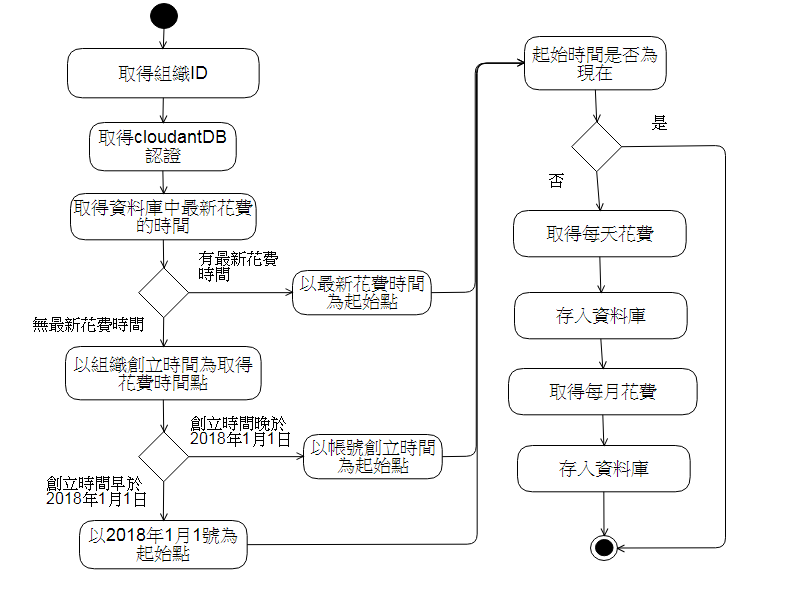 取得組織ID
取得cloudantDB
認證
取得資料庫中最新花費
的時間
有最新花費
時間
以最新花費時間
為起始點
無最新花費時間
以組織創立時間為取得
花費時間點
創立時間晚於
2018年1月1日
以帳號創立時間
為起始點
創立時間早於
2018年1月1日
以2018年1月1號為
起始點
起始時間是否為
現在
是
否
取得每天花費
存入資料庫
取得每月花費
存入資料庫